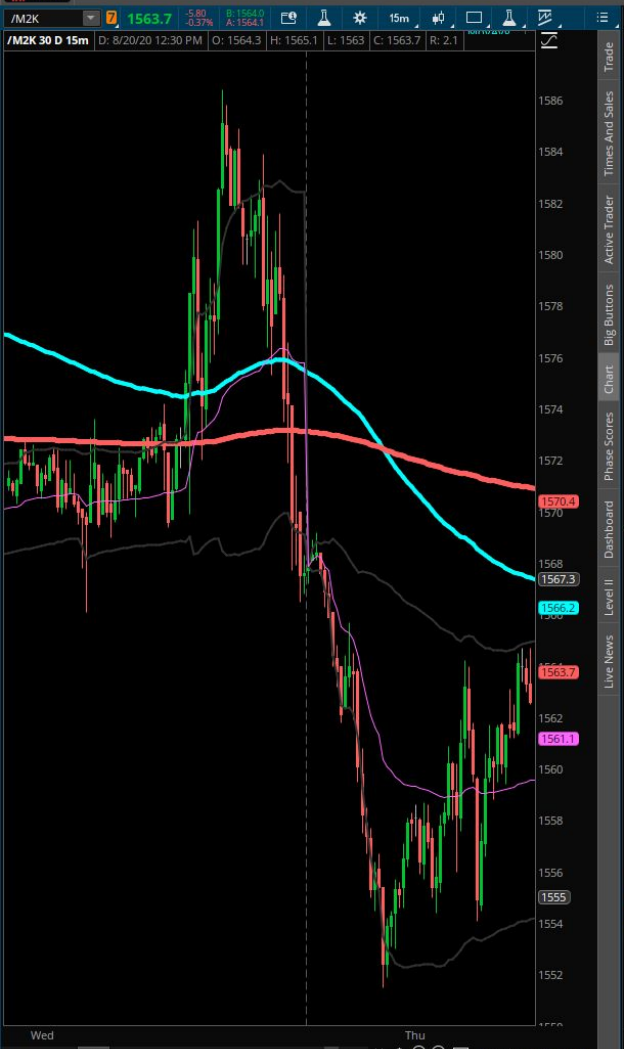 /M2K
7
1563.7
-5.80
-0.37%
B: 1564.0
A: 1564.1
15m
/M2K 30 D 15m
D: 8/20/20 12:30 PM
O: 1564.3
H: 1565.1
L: 1563
C: 1563.7
R: 2.1
1586
1584
1582
1580
1578
1576
1574
1572
1570.4
1570
1568
1567.3
1566.2
1563.7
1562
1561.1
1560
1558
1556
1555
1554
1552
Wed
Thu
Trade
Times And Sales
Active Trader
Big Buttons
Chart
Phase Scores
Dashboard
Level II
Live News